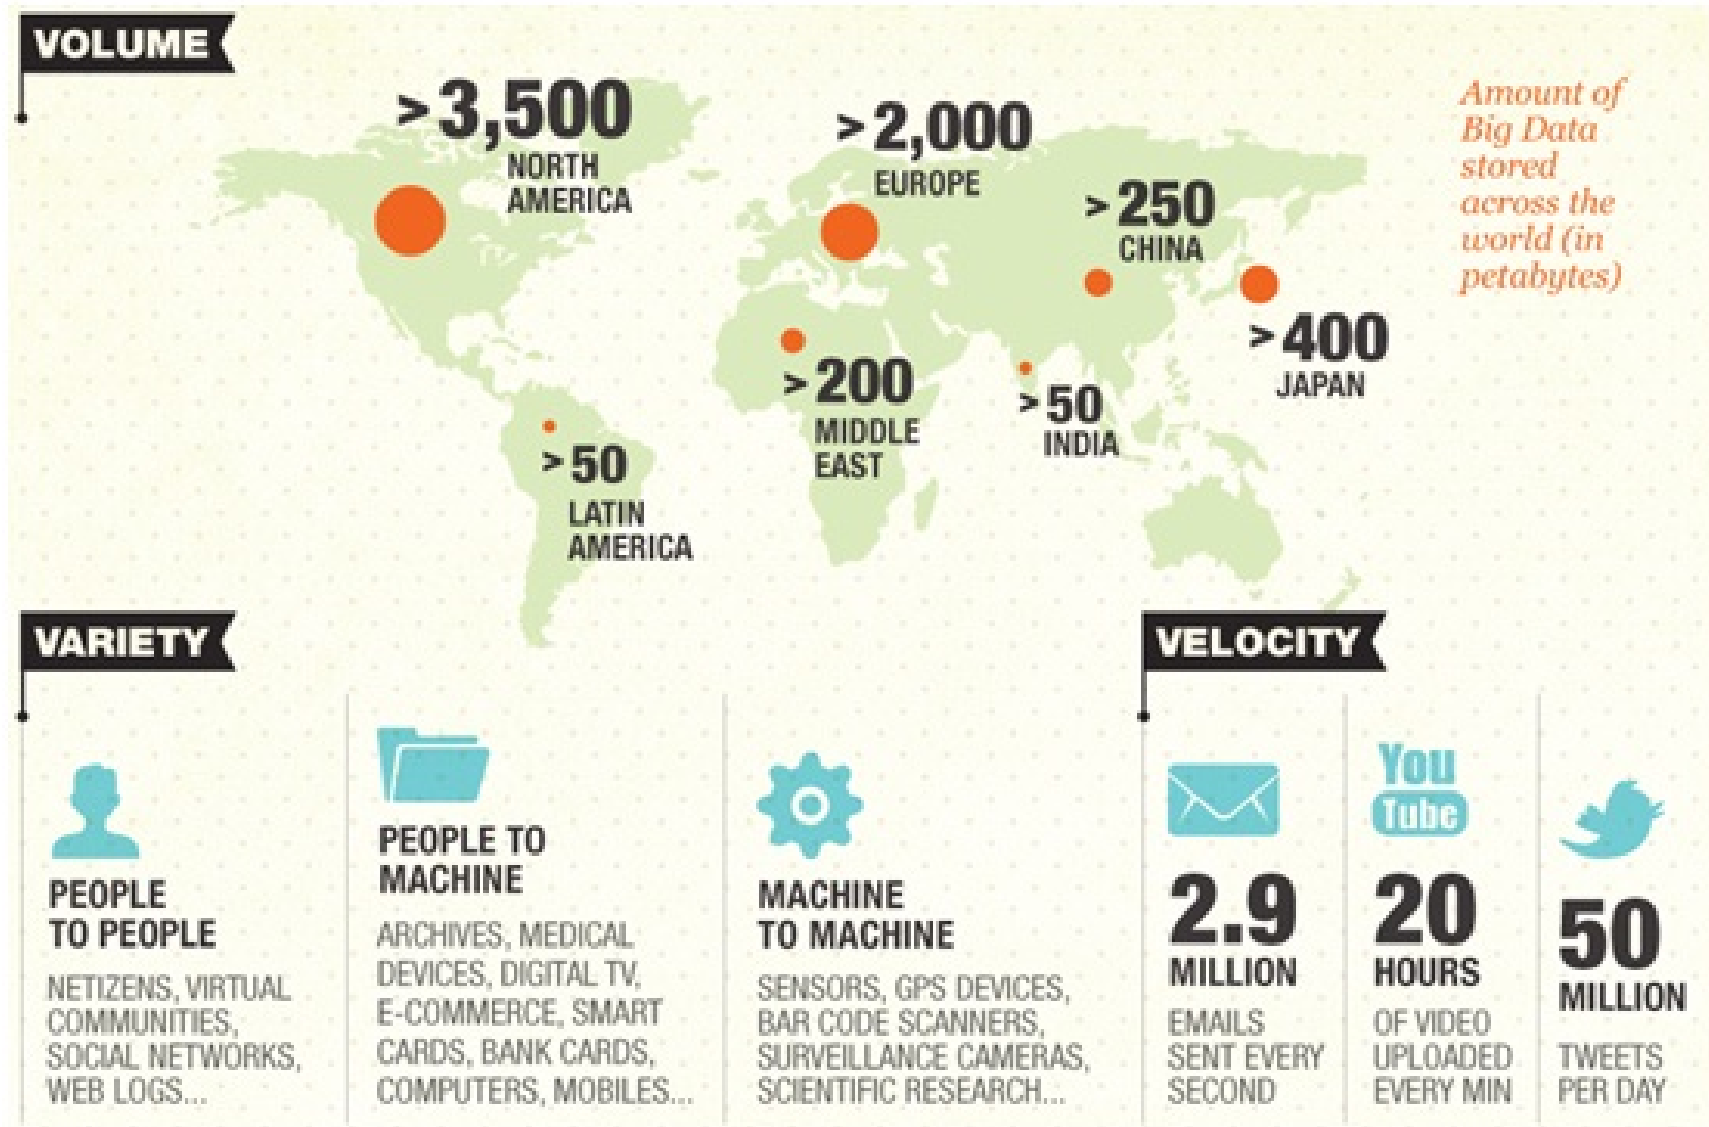 VOLUME
> 3,500
NORTH
AMERICA
> 2,000
EUROPE
> 250
CHINA
Amount of
Big Data
stored
across the
world (in
petabytes)
> 400
JAPAN
> 200
MIDDLE
EAST
> 50
INDIA
> 50
LATIN
AMERICA
VARIETY
PEOPLE
TO PEOPLE
NETIZENS, VIRTUAL
COMMUNITIES,
SOCIAL NETWORKS,
WEB LOGS...
PEOPLE TO
MACHINE
ARCHIVES, MEDICAL
DEVICES, DIGITAL TV,
E-COMMERCE, SMART
CARDS, BANK CARDS,
COMPUTERS, MOBILES...
MACHINE
TO MACHINE
SENSORS, GPS DEVICES,
BAR CODE SCANNERS,
SURVEILLANCE CAMERAS,
SCIENTIFIC RESEARCH...
VELOCITY
2.9
MILLION
EMAILS
SENT EVERY
SECOND
You
Tube
20
HOURS
OF VIDEO
UPLOADED
EVERY MIN
50
MILLION
TWEETS
PER DAY